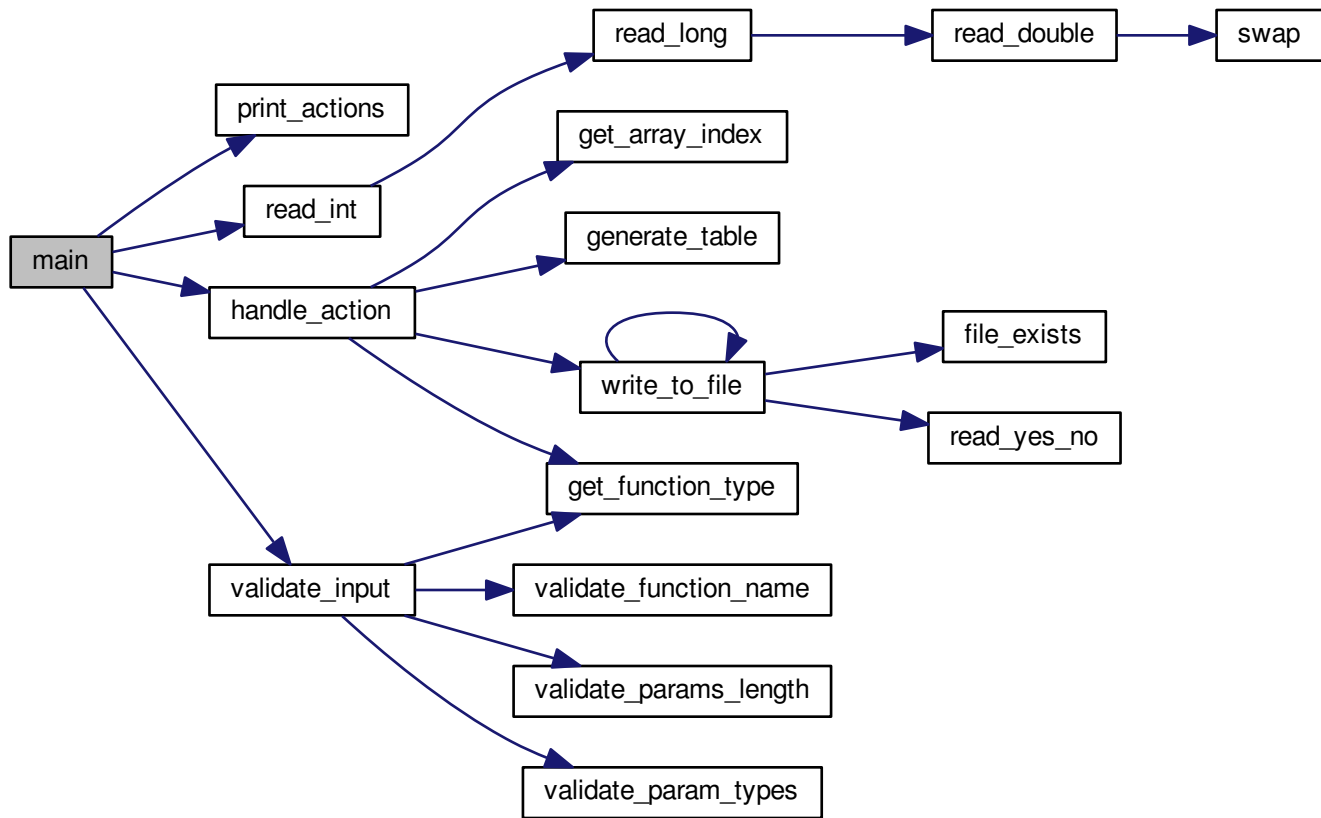 read_long
read_double
swap
print_actions
get_array_index
read_int
generate_table
main
handle_action
file_exists
write_to_file
read_yes_no
get_function_type
validate_input
validate_function_name
validate_params_length
validate_param_types